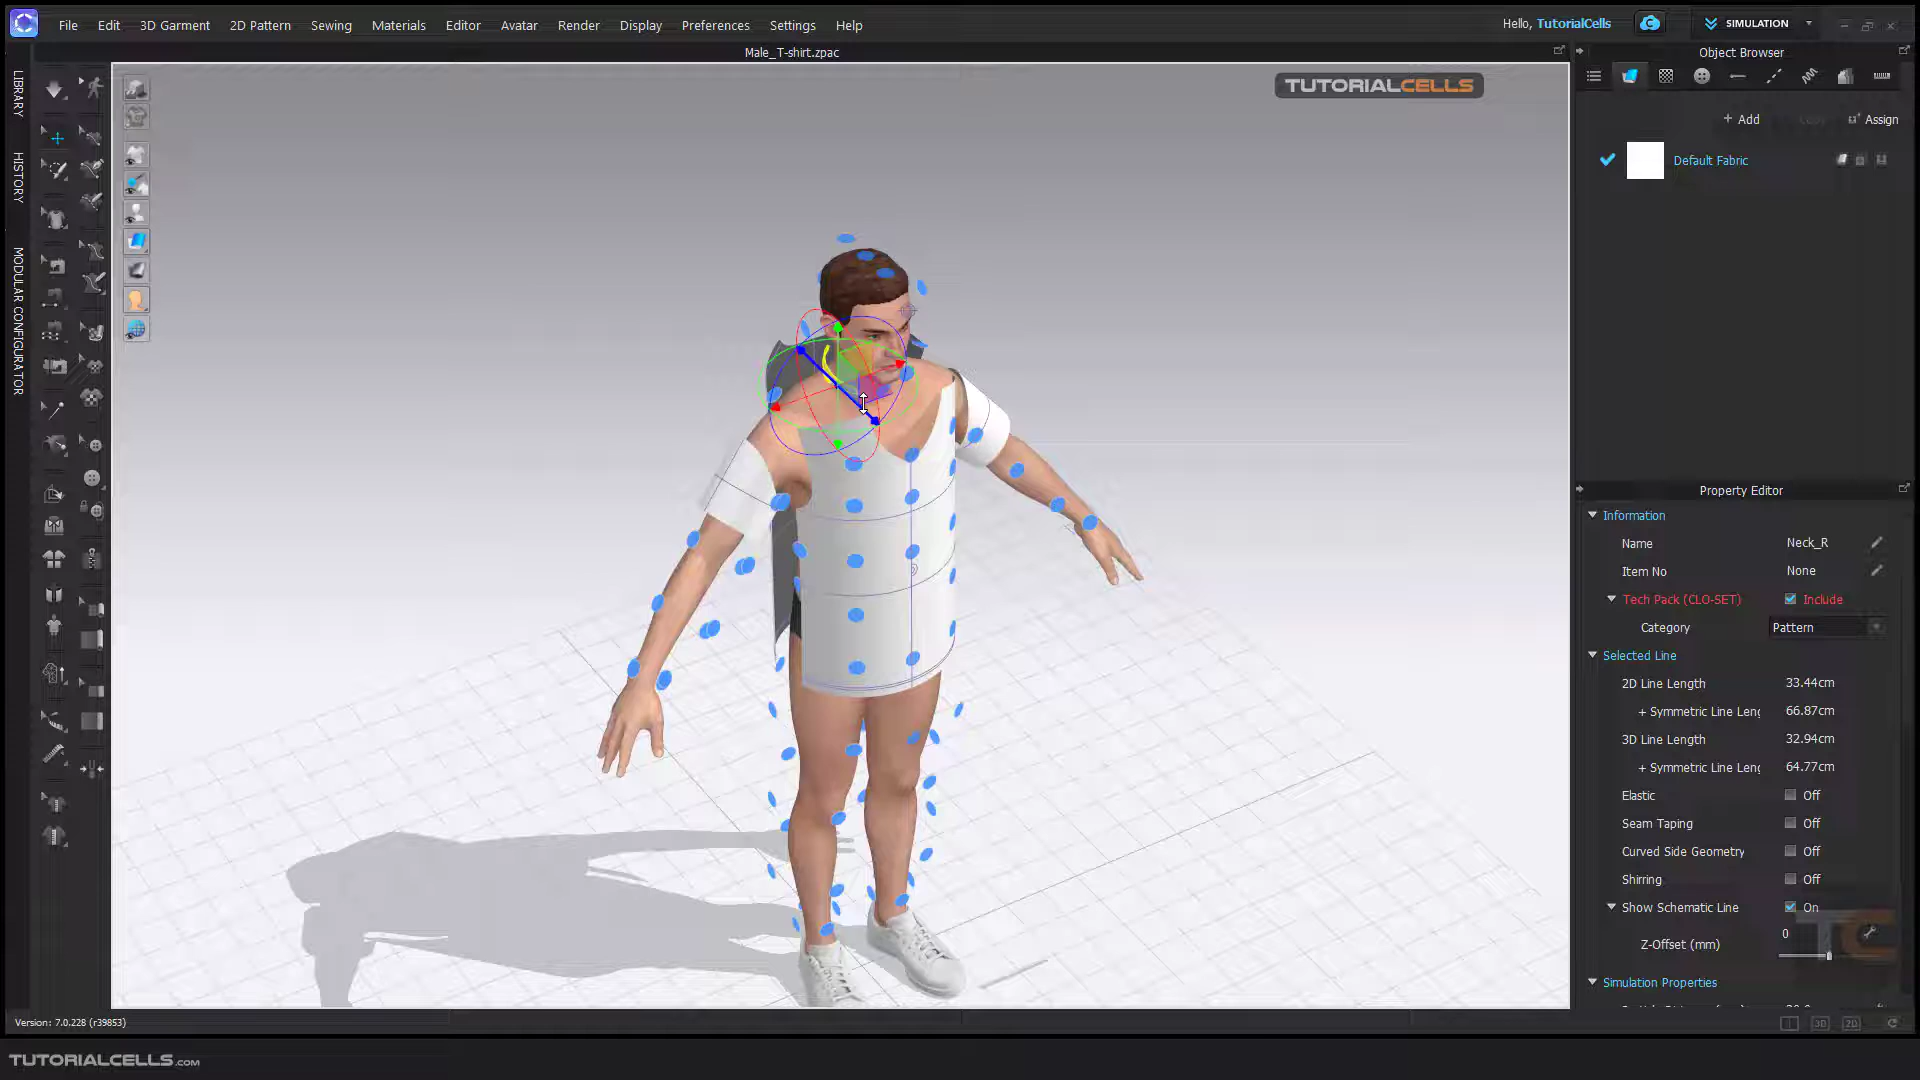 File Edit 3D Garment 2D Pattern Sewing Materials Editor Avatar Render Display Preferences Settings Help
Hello, TutorialCells
SIMULATION
Male_T-shirt.zpac
Object Browser
TUTORIALCELLS
LIBRARY
HISTORY
MODULAR CONFIGURATOR
+ Add
Copy
Assign
Default Fabric
Property Editor
Information
Name Neck_R
Item No None
Tech Pack (CLO-SET) Include
Category Pattern
Selected Line
2D Line Length 33.44cm
+ Symmetric Line Leng 66.87cm
3D Line Length 32.94cm
+ Symmetric Line Leng 64.77cm
Elastic Off
Seam Taping Off
Curved Side Geometry Off
Shirring Off
Show Schematic Line On
Z-Offset (mm) 0
TC
Simulation Properties
Version: 7.0.228 (r39853)
3D 2D
TUTORIALCELLS.COM